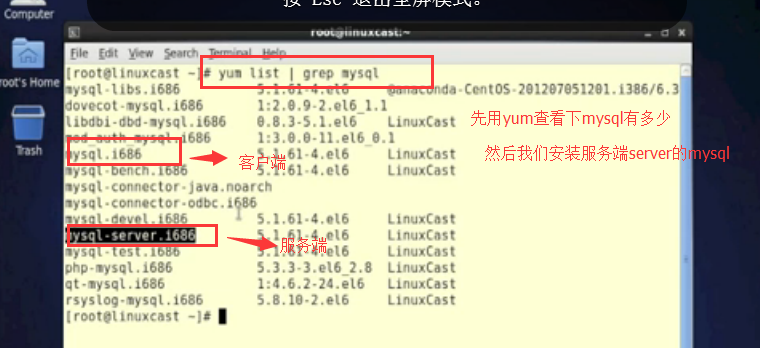 按 Esc 退出全屏模式。
Computer
root@linuxcast:~
File Edit View Search Terminal Help
root's Home
[root@linuxcast ~]# yum list | grep mysql
mysql-libs.i686 5.1.61-4.el6 @anaconda-CentOS-201207051201.i386/6.3
dovecot-mysql.i686 1:2.0.9-2.el6_1.1
libdbi-dbd-mysql.i686 0.8.3-5.1.el6 LinuxCast
先用yum查看下mysql有多少
mod_auth_mysql.i686 1:3.0.0-11.el6_0.1
Trash
mysql.i686 5.1.61-4.el6 LinuxCast
客户端
然后我们安装服务端server的mysql
mysql-bench.i686 5.1.61-4.el6 LinuxCast
mysql-connector-java.noarch
mysql-connector-odbc.i686
mysql-devel.i686 5.1.61-4.el6 LinuxCast
mysql-server.i686 5.1.61-4.el6 LinuxCast
服务端
mysql-test.i686 5.1.61-4.el6 LinuxCast
php-mysql.i686 5.3.3-3.el6_2.8 LinuxCast
qt-mysql.i686 1:4.6.2-24.el6 LinuxCast
rsyslog-mysql.i686 5.8.10-2.el6 LinuxCast
[root@linuxcast ~]#